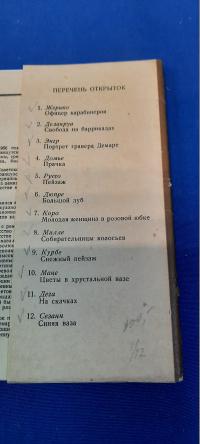 ПЕРЕЧЕНЬ ОТКРЫТОК
1. Жерико
Офицер карабинеров
2. Делакруа
Свобода на баррикадах
3. Энгр
Портрет гравера Демаре
4. Домье
Прачка
5. Руссо
Пейзаж
6. Дюпре
Большой дуб
7. Коро
Молодая женщина в розовой юбке
8. Милле
Собирательницы колосьев
9. Курбе
Снежный пейзаж
10. Мане
Цветы в хрустальной вазе
11. Дега
На скачках
12. Сезанн
Синяя ваза